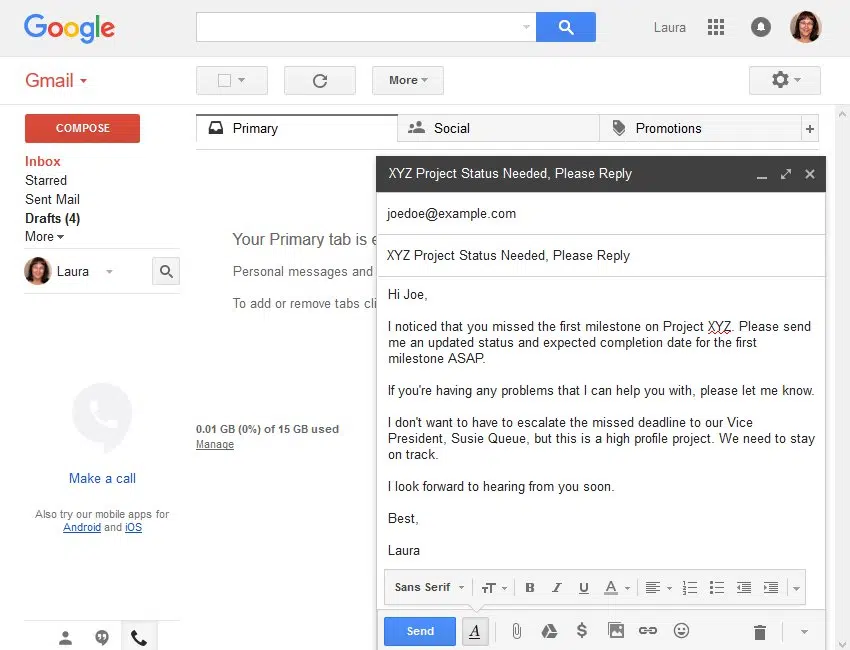 Google
Laura
Gmail
More
COMPOSE
Primary
Social
Promotions
+
Inbox
Starred
Sent Mail
Drafts (4)
More
Laura
Your Primary tab is e
Personal messages and
To add or remove tabs cli
0.01 GB (0%) of 15 GB used
Manage
Make a call
Also try our mobile apps for
Android and iOS
XYZ Project Status Needed, Please Reply
joedoe@example.com
XYZ Project Status Needed, Please Reply
Hi Joe,
I noticed that you missed the first milestone on Project XYZ. Please send
me an updated status and expected completion date for the first
milestone ASAP.
If you're having any problems that I can help you with, please let me know.
I don't want to have to escalate the missed deadline to our Vice
President, Susie Queue, but this is a high profile project. We need to stay
on track.
I look forward to hearing from you soon.
Best,
Laura
Sans Serif TT B I U A
Send A $